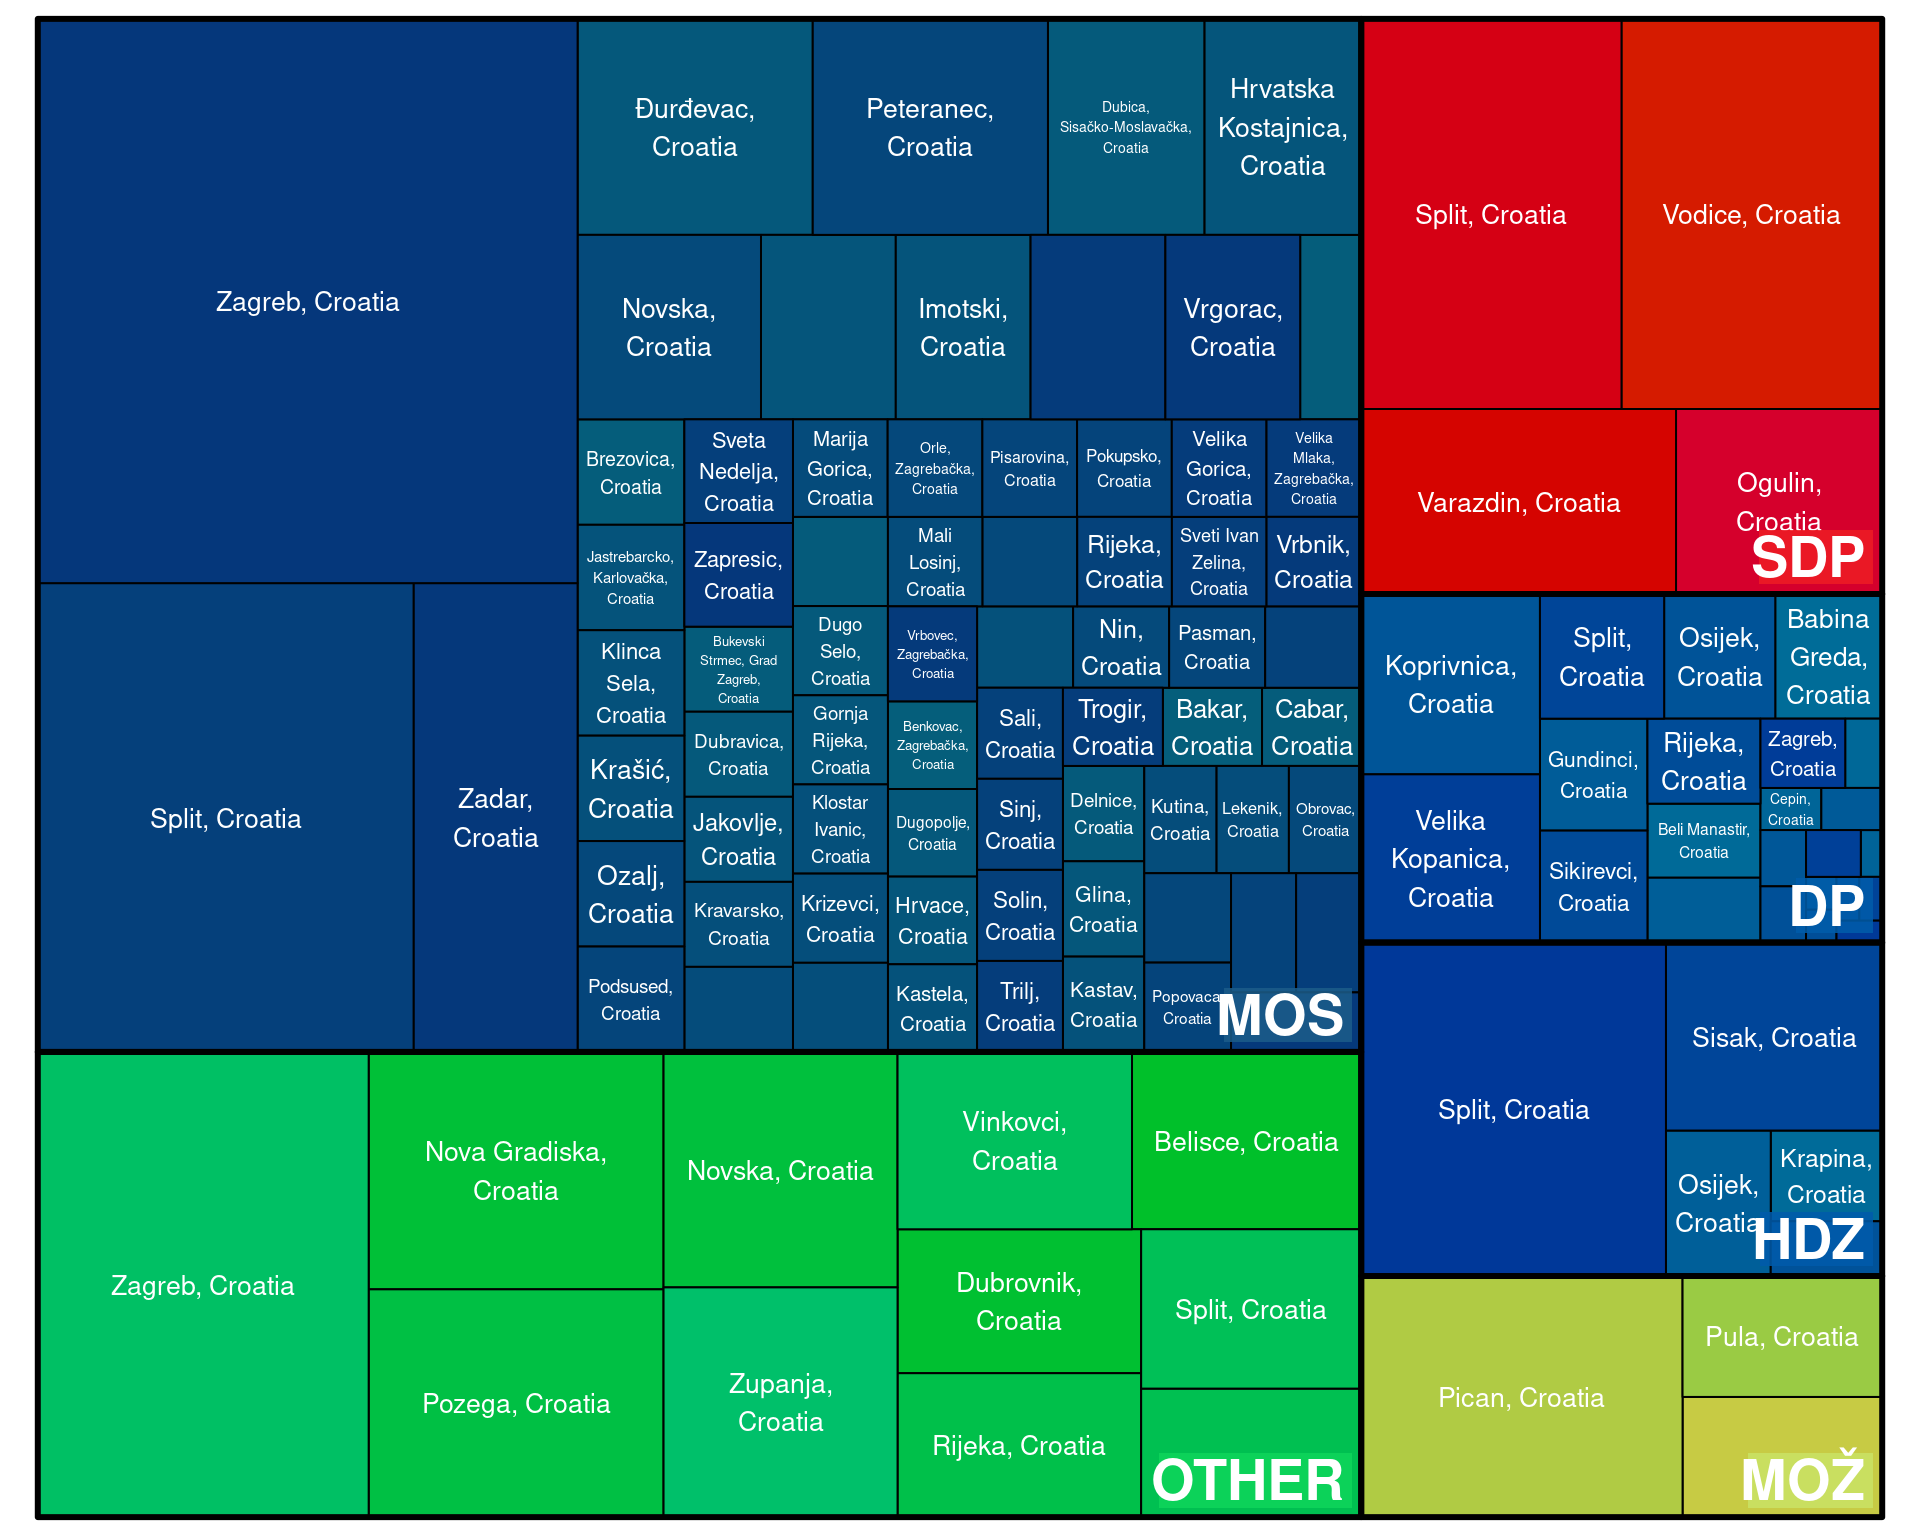 Zagreb, Croatia
Split, Croatia
Zadar,
Croatia
Đurđevac,
Croatia
Peteranec,
Croatia
Dubica,
Sisačko-Moslavačka,
Croatia
Hrvatska
Kostajnica,
Croatia
Novska,
Croatia
Imotski,
Croatia
Vrgorac,
Croatia
Brezovica,
Croatia
Jastrebarcko,
Karlovačka,
Croatia
Klinca
Sela,
Croatia
Krašić,
Croatia
Ozalj,
Croatia
Podsused,
Croatia
Sveta
Nedelja,
Croatia
Zapresic,
Croatia
Bukevski
Strmec, Grad
Zagreb,
Croatia
Dubravica,
Croatia
Jakovlje,
Croatia
Kravarsko,
Croatia
Marija
Gorica,
Croatia
Dugo
Selo,
Croatia
Gornja
Rijeka,
Croatia
Klostar
Ivanic,
Croatia
Krizevci,
Croatia
Orle,
Zagrebačka,
Croatia
Pisarovina,
Croatia
Pokupsko,
Croatia
Velika
Gorica,
Croatia
Velika
Mlaka,
Zagrebačka,
Croatia
Mali
Losinj,
Croatia
Rijeka,
Croatia
Sveti Ivan
Zelina,
Croatia
Vrbnik,
Croatia
Vrbovec,
Zagrebačka,
Croatia
Benkovac,
Zagrebačka,
Croatia
Dugopolje,
Croatia
Hrvace,
Croatia
Kastela,
Croatia
Nin,
Croatia
Pasman,
Croatia
Sali,
Croatia
Sinj,
Croatia
Solin,
Croatia
Trilj,
Croatia
Trogir,
Croatia
Bakar,
Croatia
Cabar,
Croatia
Delnice,
Croatia
Glina,
Croatia
Kastav,
Croatia
Kutina,
Croatia
Lekenik,
Croatia
Obrovac,
Croatia
Popovaca,
Croatia
MOS
Zagreb, Croatia
Nova Gradiska,
Croatia
Pozega, Croatia
Novska, Croatia
Zupanja,
Croatia
Vinkovci,
Croatia
Belisce, Croatia
Dubrovnik,
Croatia
Rijeka, Croatia
Split, Croatia
OTHER
Split, Croatia
Vodice, Croatia
Varazdin, Croatia
Ogulin,
Croatia
SDP
Koprivnica,
Croatia
Velika
Kopanica,
Croatia
Split,
Croatia
Osijek,
Croatia
Babina
Greda,
Croatia
Gundinci,
Croatia
Sikirevci,
Croatia
Rijeka,
Croatia
Beli Manastir,
Croatia
Zagreb,
Croatia
Cepin,
Croatia
DP
Split, Croatia
Sisak, Croatia
Osijek,
Croatia
Krapina,
Croatia
HDZ
Pican, Croatia
Pula, Croatia
MOŽ